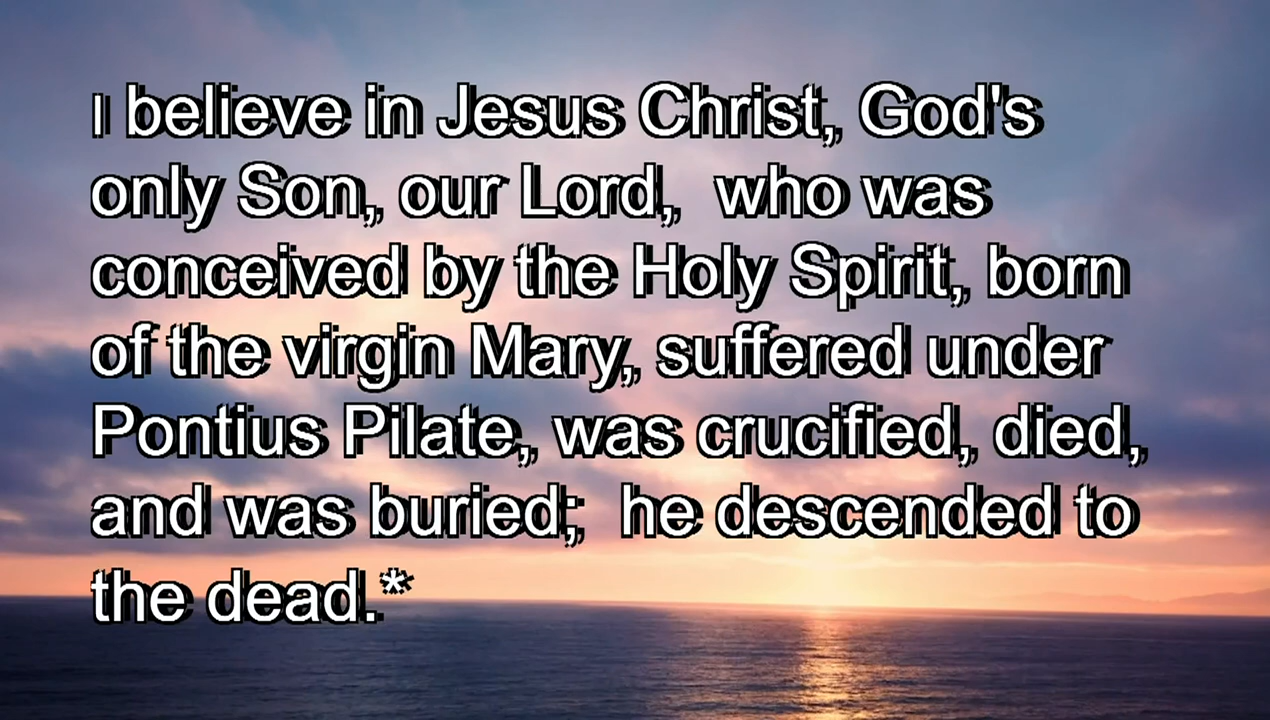 I believe in Jesus Christ, God's
only Son, our Lord,  who was
conceived by the Holy Spirit, born
of the virgin Mary, suffered under
Pontius Pilate, was crucified, died,
and was buried;  he descended to
the dead.*